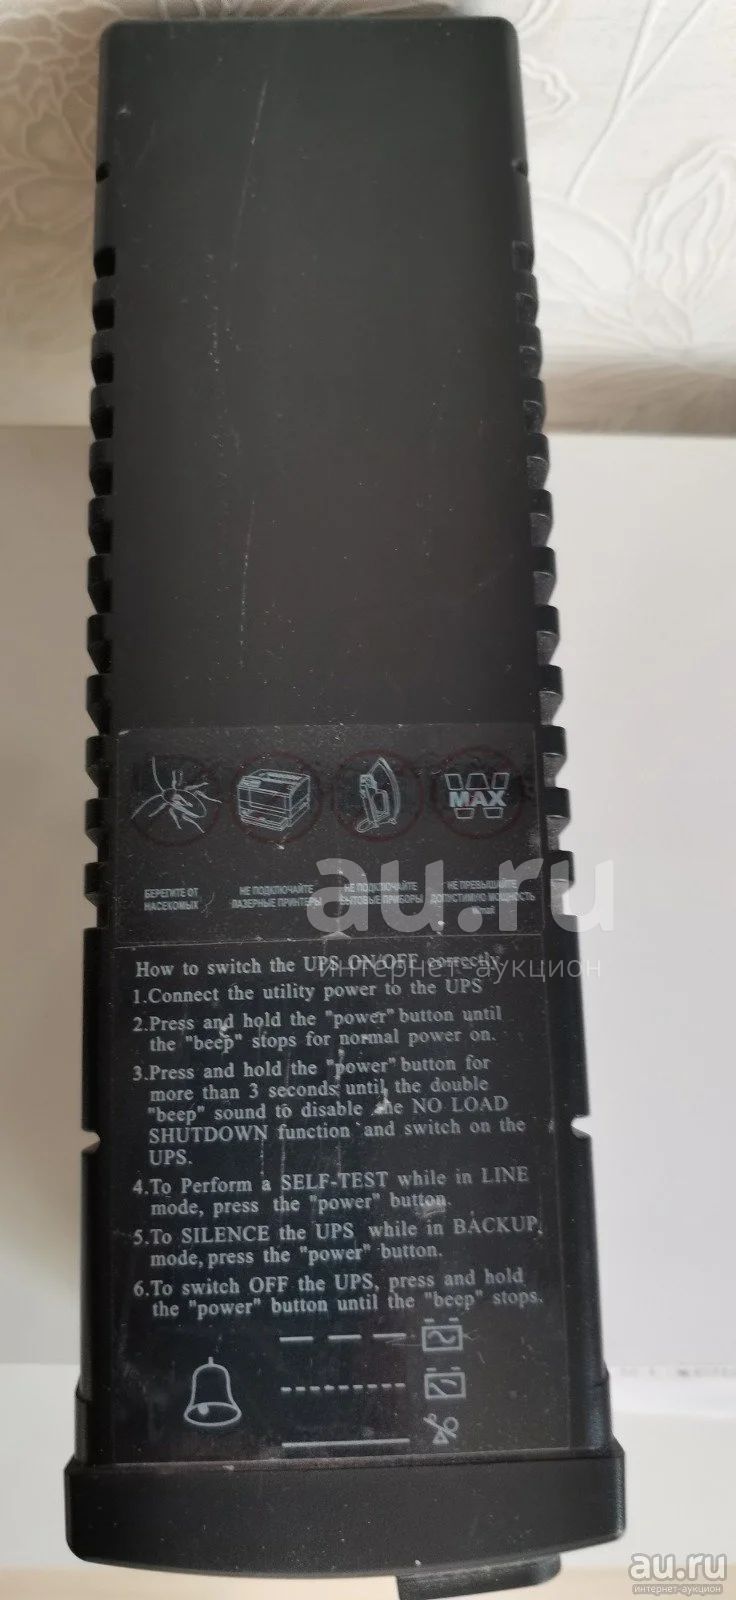 MAX
БЕРЕГИТЕ ОТ
НАСЕКОМЫХ
НЕ ПОДКЛЮЧАЙТЕ
ЛАЗЕРНЫЕ ПРИНТЕРЫ
НЕ ПОДКЛЮЧАЙТЕ
БЫТОВЫЕ ПРИБОРЫ
НЕ ПРЕВЫШАЙТЕ
ДОПУСТИМУЮ МОЩНОСТЬ
au.ru
интернет-аукцион
How to switch the UPS ON/OFF correctly
1.Connect the utility power to the UPS
2.Press and hold the "power" button until
the "beep" stops for normal power on.
3.Press and hold the "power" button for
more than 3 seconds until the double
"beep" sound to disable the NO LOAD
SHUTDOWN function and switch on the
UPS.
4.To Perform a SELF-TEST while in LINE
mode, press the "power" button.
5.To SILENCE the UPS while in BACKUP
mode, press the "power" button.
6.To switch OFF the UPS, press and hold
the "power" button until the "beep" stops.
au.ru
интернет-аукцион